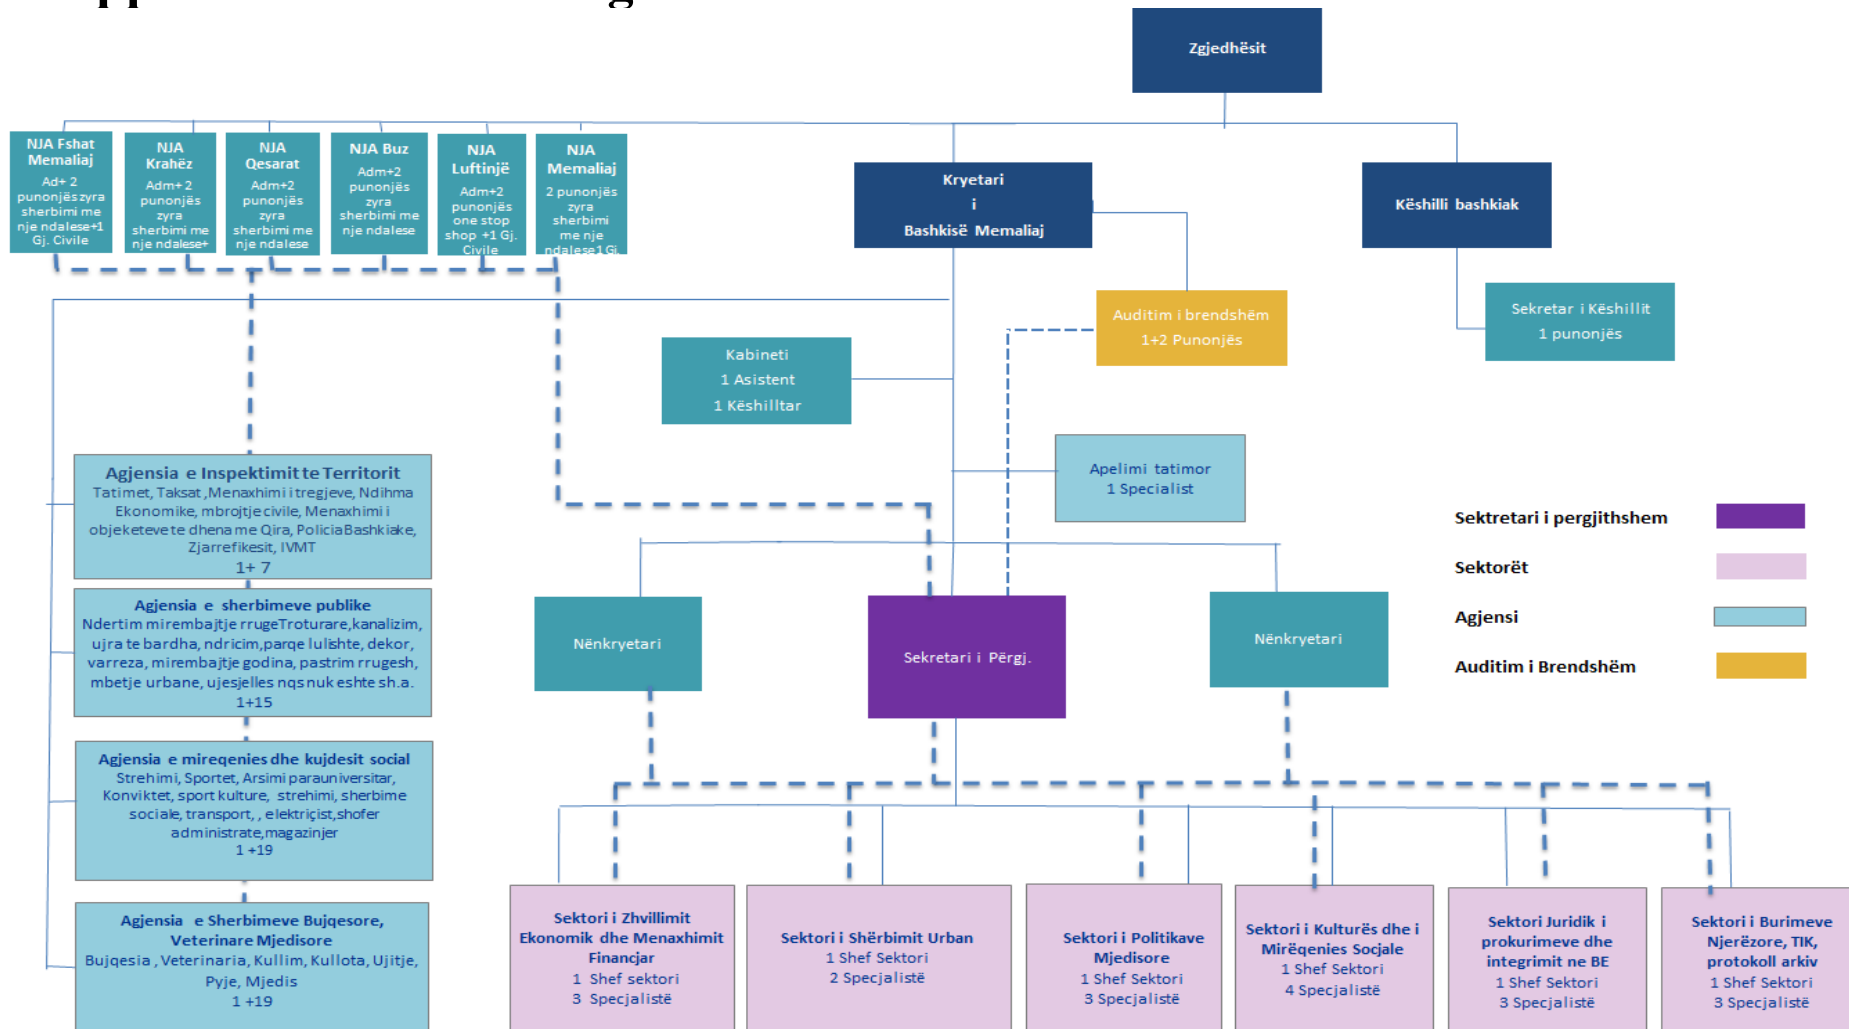 Zgjedhësit
NJA Fshat
Memaliaj
Ad+ 2
punonjës zyra
sherbimi me
nje ndalese+1
Gj. Civile
NJA
Krahëz
Adm+ 2
punonjës
zyra
sherbimi me
nje ndalese+
NJA
Qesarat
Adm+2
punonjës
zyra
sherbimi me
nje ndalese
NJA Buz
Adm+2
punonjës
zyra
sherbimi me
nje ndalese
NJA
Luftinjë
Adm+2
punonjës
one stop
shop +1 Gj.
Civile
NJA
Memaliaj
2 punonjës
zyra
sherbimi
me nje
ndalese1 Gj.
Kryetari
i
Bashkisë Memaliaj
Këshilli bashkiak
Auditim i brendshëm
1+2 Punonjës
Sekretar i Këshillit
1 punonjës
Kabineti
1 Asistent
1 Këshilltar
Apelimi tatimor
1 Specialist
Agjensia e Inspektimit te Territorit
Tatimet, Taksat ,Menaxhimi i tregjeve, Ndihma
Ekonomike, mbrojtje civile, Menaxhimi i
objeketeve te dhena me Qira, PoliciaBashkiake,
Zjarrefikesit, IVMT
1+ 7
Agjensia e sherbimeve publike
Ndertim mirembajtje rrugeTroturare,kanalizim,
ujra te bardha, ndricim,parqe lulishte, dekor,
varreza, mirembajtje godina, pastrim rrugesh,
mbetje urbane, ujesjelles nqs nuk eshte sh.a.
1+15
Agjensia e mireqenies dhe kujdesit social
Strehimi, Sportet, Arsimi parauniversitar,
Konviktet, sport kulture, strehimi, sherbime
sociale, transport, , elektriçist,shofer
administrate,magazinjer
1 +19
Agjensia e Sherbimeve Bujqesore,
Veterinare Mjedisore
Bujqesia , Veterinaria, Kullim, Kullota, Ujitje,
Pyje, Mjedis
1 +19
Nënkryetari
Sekretari i Përgj.
Nënkryetari
Sektretari i pergjithshem
Sektorët
Agjensi
Auditim i Brendshëm
Sektori i Zhvillimit
Ekonomik dhe Menaxhimit
Financjar
1 Shef sektori
3 Specjalistë
Sektori i Shërbimit Urban
1 Shef Sektori
2 Specjalistë
Sektori i Politikave
Mjedisore
1 Shef Sektori
3 Specjalistë
Sektori i Kulturës dhe i
Mirëqenies Socjale
1 Shef Sektori
4 Specjalistë
Sektori Juridik i
prokurimeve dhe
integrimit ne BE
1 Shef Sektori
3 Specjalistë
Sektori i Burimeve
Njerëzore, TIK,
protokoll arkiv
1 Shef Sektori
3 Specjalistë